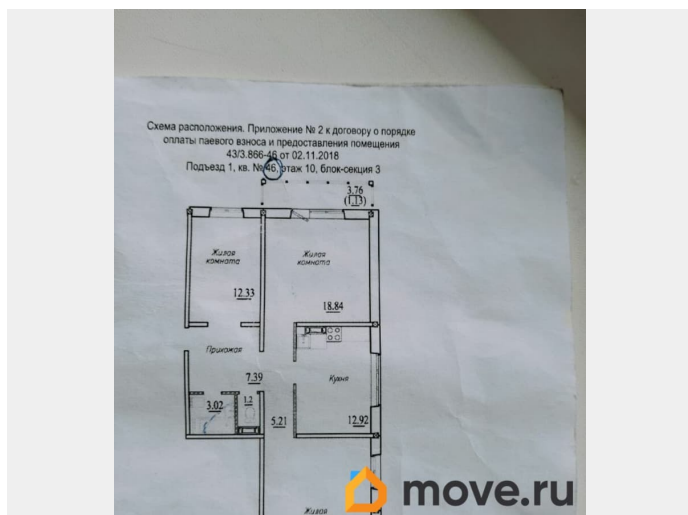 Схема расположения. Приложение № 2 к договору о порядке
оплаты паевого взноса и предоставления помещения
43/3.866-46 от 02.11.2018
Подъезд 1, кв. № 46, этаж 10, блок-секция 3
3.76
(1.13)
Жилая
комната
12.33
Жилая
комната
18.84
Прихожая
7.39
Кухня
12.92
3.02
1.2
5.21
Жилая
move.ru